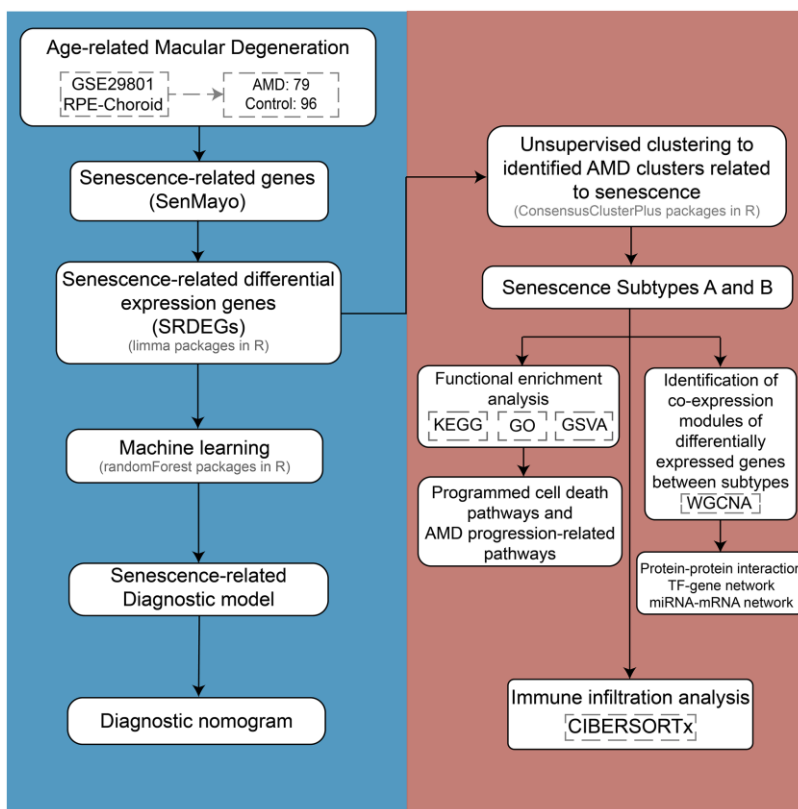 Age-related Macular Degeneration
GSE29801
RPE-Choroid
AMD: 79
Control: 96
Senescence-related genes
(SenMayo)
Senescence-related differential
expression genes
(SRDEGs)
(limma packages in R)
Machine learning
(randomForest packages in R)
Senescence-related
Diagnostic model
Diagnostic nomogram
Unsupervised clustering to
identified AMD clusters related
to senescence
(ConsensusClusterPlus packages in R)
Senescence Subtypes A and B
Functional enrichment
analysis
KEGG GO GSVA
Programmed cell death
pathways and
AMD progression-related
pathways
Identification of
co-expression
modules of
differentially
expressed genes
between subtypes
WGCNA
Protein-protein interaction
TF-gene network
miRNA-mRNA network
Immune infiltration analysis
CIBERSORTx